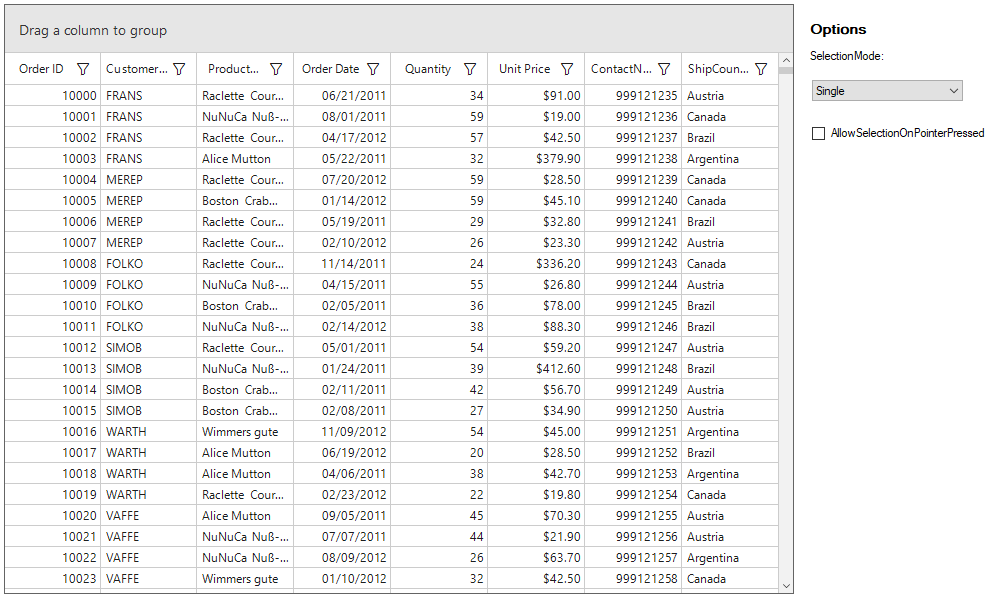 Drag a column to group
Options
SelectionMode:
Single
AllowSelectionOnPointerPressed
Order ID Customer... Product... Order Date Quantity Unit Price ContactN... ShipCoun...
10000 FRANS Raclette Cour... 06/21/2011 34 $91.00 999121235 Austria
10001 FRANS NuNuCa Nuß-... 08/01/2011 59 $19.00 999121236 Canada
10002 FRANS Raclette Cour... 04/17/2012 57 $42.50 999121237 Brazil
10003 FRANS Alice Mutton 05/22/2011 32 $379.90 999121238 Argentina
10004 MEREP Raclette Cour... 07/20/2012 59 $28.50 999121239 Canada
10005 MEREP Boston Crab... 01/14/2012 59 $45.10 999121240 Canada
10006 MEREP Raclette Cour... 05/19/2011 29 $32.80 999121241 Brazil
10007 MEREP Raclette Cour... 02/10/2012 26 $23.30 999121242 Austria
10008 FOLKO Raclette Cour... 11/14/2011 24 $336.20 999121243 Canada
10009 FOLKO NuNuCa Nuß-... 04/15/2011 55 $26.80 999121244 Austria
10010 FOLKO Boston Crab... 02/05/2011 36 $78.00 999121245 Brazil
10011 FOLKO NuNuCa Nuß-... 02/14/2012 38 $88.30 999121246 Brazil
10012 SIMOB Raclette Cour... 05/01/2011 54 $59.20 999121247 Austria
10013 SIMOB NuNuCa Nuß-... 01/24/2011 39 $412.60 999121248 Brazil
10014 SIMOB Boston Crab... 02/11/2011 42 $56.70 999121249 Austria
10015 SIMOB Boston Crab... 02/08/2011 27 $34.90 999121250 Austria
10016 WARTH Wimmers gute 11/09/2012 54 $45.00 999121251 Argentina
10017 WARTH Alice Mutton 06/19/2012 20 $28.50 999121252 Brazil
10018 WARTH Alice Mutton 04/06/2011 38 $42.70 999121253 Argentina
10019 WARTH Raclette Cour... 02/23/2012 22 $19.80 999121254 Canada
10020 VAFFE Alice Mutton 09/05/2011 45 $70.30 999121255 Austria
10021 VAFFE NuNuCa Nuß-... 07/07/2011 44 $21.90 999121256 Austria
10022 VAFFE NuNuCa Nuß-... 08/09/2012 26 $63.70 999121257 Argentina
10023 VAFFE Wimmers gute 01/10/2012 32 $42.50 999121258 Canada